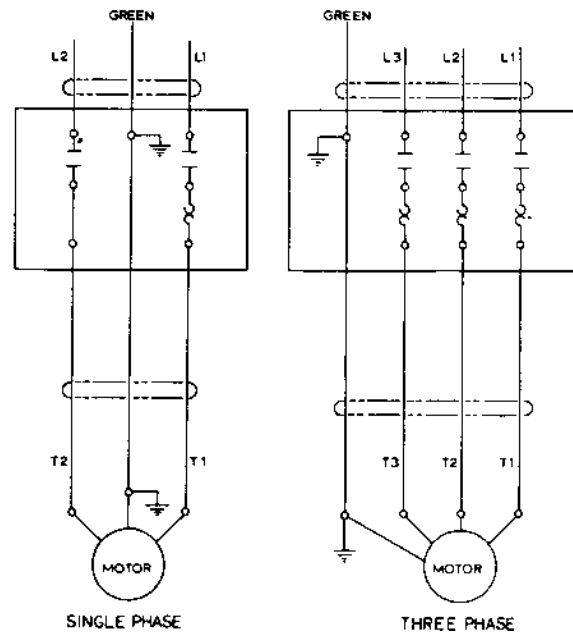 GREEN
L2
L1
T2
T1
MOTOR
SINGLE PHASE
GREEN
L3
L2
L1
T3
T2
T1
MOTOR
THREE PHASE